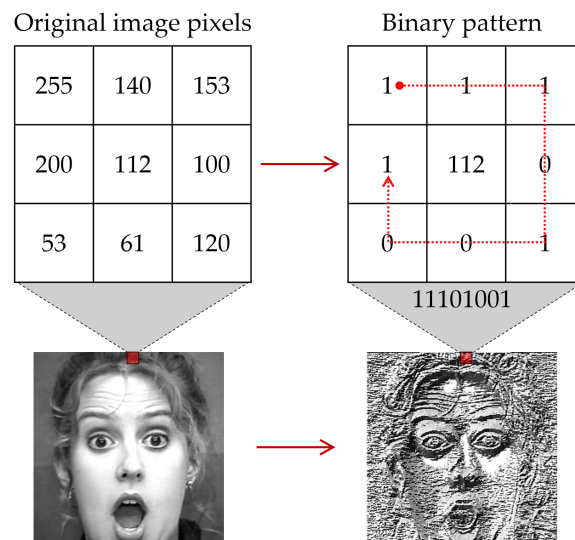 Original image pixels
Binary pattern
255 140 153
200 112 100
53 61 120
1 1 1
1 112 0
0 0 1
11101001